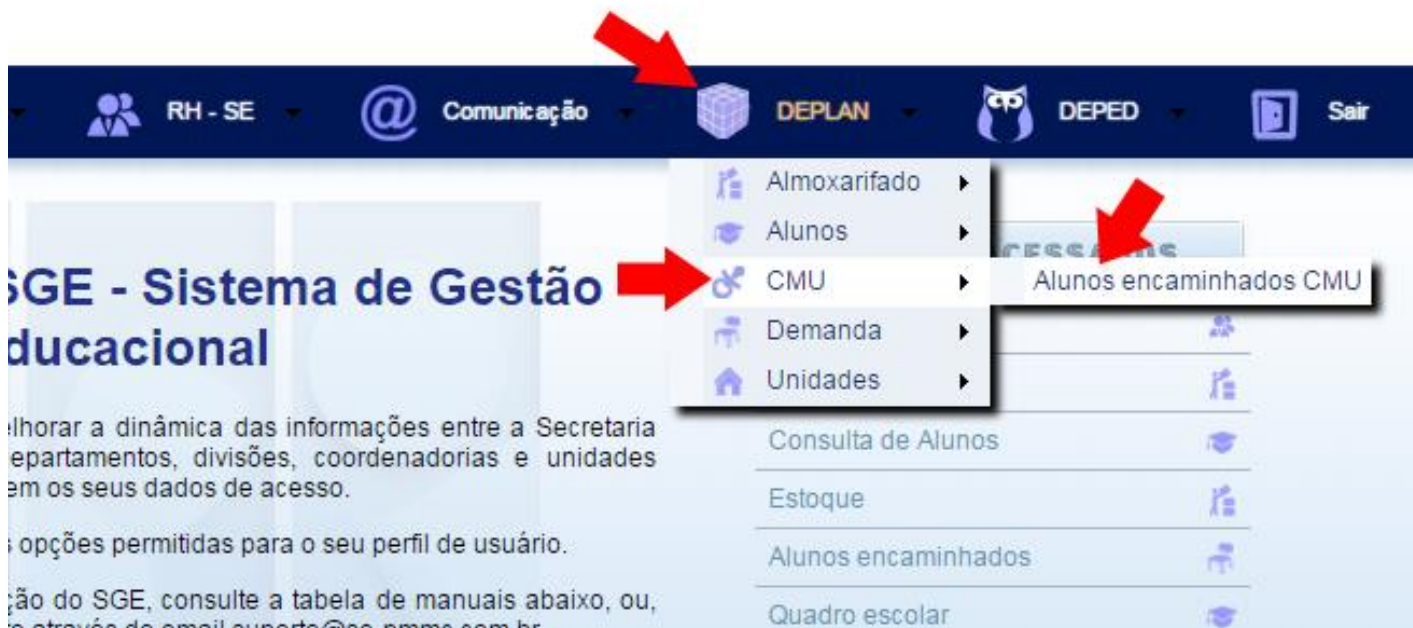 RH - SE
@
Comunicação
DEPLAN
DEPED
Sair
Almoxarifado
Alunos
CMU
Demanda
Unidades
Alunos encaminhados CMU
SGE - Sistema de Gestão
ducacional
elhorar a dinâmica das informações entre a Secretaria
epartamentos, divisões, coordenadorias e unidades
em os seus dados de acesso.
opções permitidas para o seu perfil de usuário.
ção do SGE, consulte a tabela de manuais abaixo, ou,
através do email
Consulta de Alunos
Estoque
Alunos encaminhados
Quadro escolar